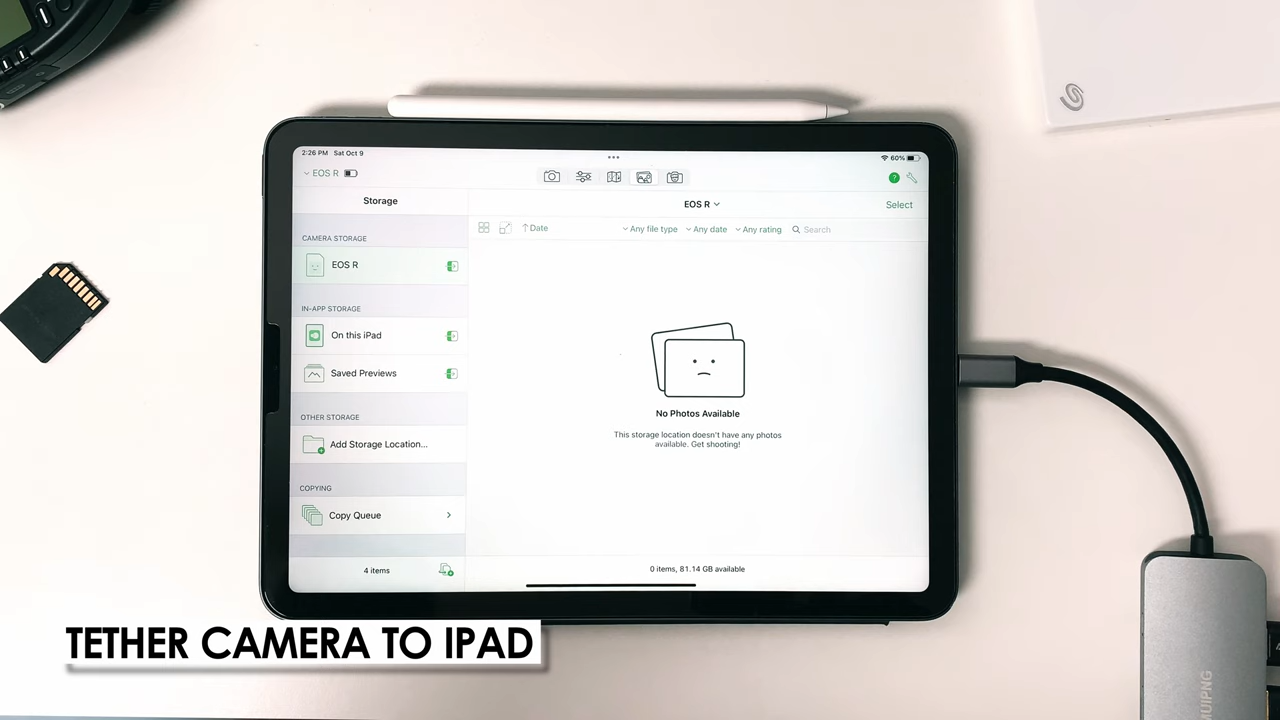 2:26 PM Sat Oct 9
60%
EOS R
Storage
EOS R
Select
Date
Any file type
Any date
Any rating
Search
CAMERA STORAGE
EOS R
IN-APP STORAGE
On this iPad
Saved Previews
OTHER STORAGE
Add Storage Location...
COPYING
Copy Queue
4 items
No Photos Available
This storage location doesn't have any photos
available. Get shooting!
0 items, 81.14 GB available
TETHER CAMERA TO IPAD